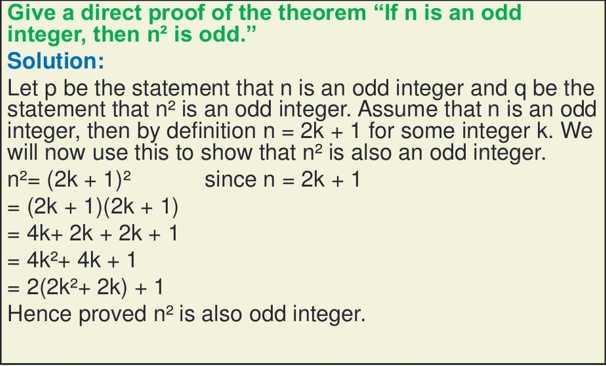 Give a direct proof of the theorem “If n is an odd
integer, then n² is odd.”
Solution:
Let p be the statement that n is an odd integer and q be the
statement that n² is an odd integer. Assume that n is an odd
integer, then by definition n = 2k + 1 for some integer k. We
will now use this to show that n² is also an odd integer.
n²= (2k + 1)² since n = 2k + 1
= (2k + 1)(2k + 1)
= 4k+ 2k + 2k + 1
= 4k²+ 4k + 1
= 2(2k²+ 2k) + 1
Hence proved n² is also odd integer.